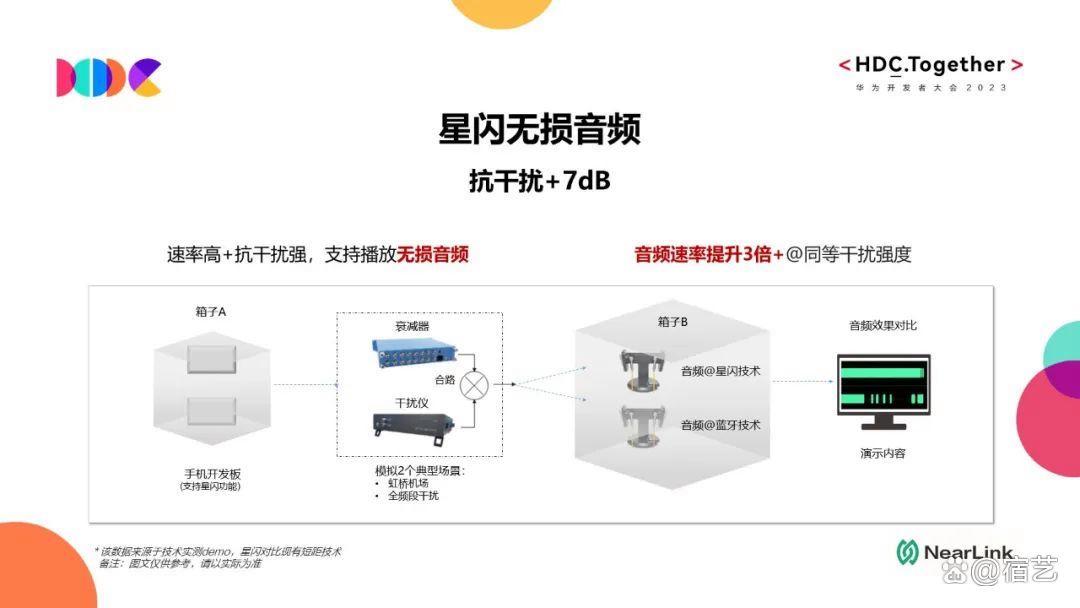 <HDC.Together>
华为开发者大会2023
星闪无损音频
抗干扰+7dB
速率高+抗干扰强，支持播放无损音频
音频速率提升3倍+@同等干扰强度
箱子A
手机开发板
(支持星闪功能)
衰减器
合路
干扰仪
模拟2个典型场景：
• 虹桥机场
• 全频段干扰
箱子B
音频@星闪技术
音频@蓝牙技术
音频效果对比
演示内容
*该数据来源于技术实测demo，星闪对比现有短距技术
备注：图文仅供参考，请以实际为准
NearLink
du @宿艺